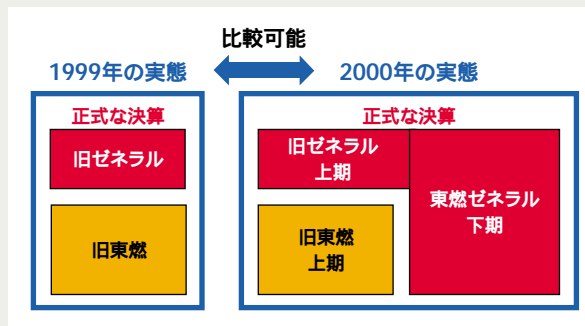 比較可能
1999年の実態
2000年の実態
正式な決算
旧ゼネラル
旧東燃
正式な決算
旧ゼネラル
上期
旧東燃
上期
東燃ゼネラル
下期